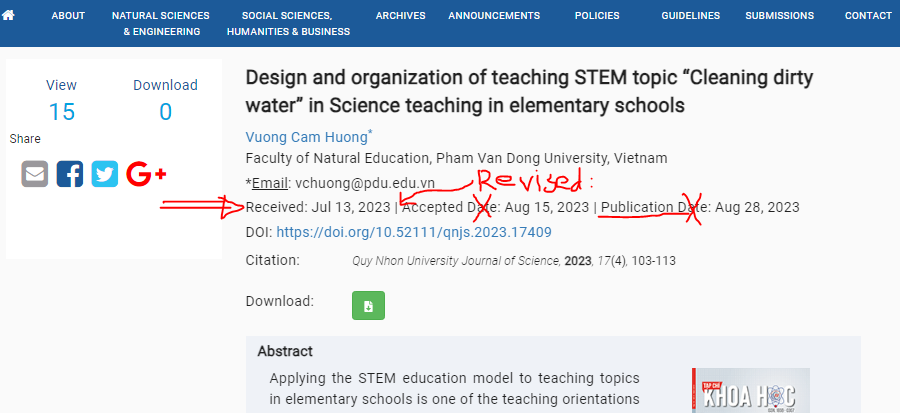 ABOUT
NATURAL SCIENCES
& ENGINEERING
SOCIAL SCIENCES,
HUMANITIES & BUSINESS
ARCHIVES
ANNOUNCEMENTS
POLICIES
GUIDELINES
SUBMISSIONS
CONTACT
View
15
Download
0
Share
G+
Design and organization of teaching STEM topic “Cleaning dirty
water” in Science teaching in elementary schools
Vuong Cam Huong*
Faculty of Natural Education, Pham Van Dong University, Vietnam
*Email: vchuong@pdu.edu.vn
Revised:
Received: Jul 13, 2023 | Accepted Date: Aug 15, 2023 | Publication Date: Aug 28, 2023
DOI: https://doi.org/10.52111/qnjs.2023.17409
Citation: Quy Nhon University Journal of Science, 2023, 17(4), 103-113
Download:
Abstract
Applying the STEM education model to teaching topics
in elementary schools is one of the teaching orientations
TẠP CHÍ
KHOA HỌC